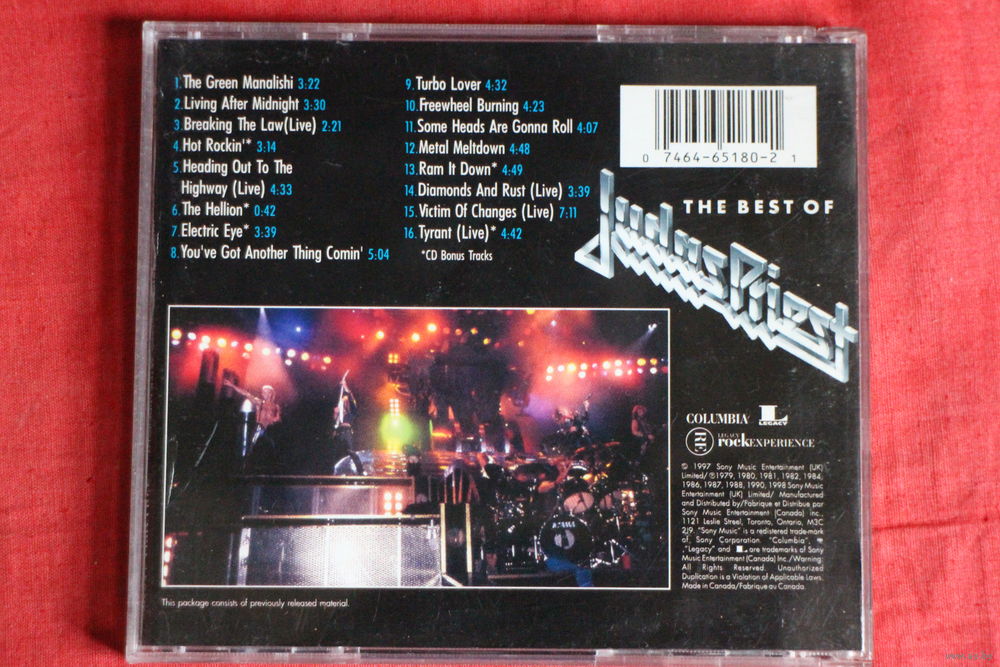 1. The Green Manalishi 3:22
2. Living After Midnight 3:30
3. Breaking The Law(Live) 2:21
4. Hot Rockin'* 3:14
5. Heading Out To The
Highway (Live) 4:33
6. The Hellion* 0:42
7. Electric Eye* 3:39
8. You've Got Another Thing Comin' 5:04
9. Turbo Lover 4:32
10. Freewheel Burning 4:23
11. Some Heads Are Gonna Roll 4:07
12. Metal Meltdown 4:48
13. Ram It Down* 4:49
14. Diamonds And Rust (Live) 3:39
15. Victim Of Changes (Live) 7:11
16. Tyrant (Live)* 4:42
*CD Bonus Tracks
0 7464-65180-2 1
THE BEST OF
Judas Priest
COLUMBIA
L LEGACY
LEGACY
rockEXPERIENCE
© 1997 Sony Music Entertainment (UK)
Limited/ ℗1979, 1980, 1981, 1982, 1984,
1986, 1987, 1988, 1990, 1998 Sony Music
Entertainment (UK) Limited/ Manufactured
and Distributed by/Fabrique et Distribue par
Sony Music Entertainment (Canada) Inc.,
1121 Leslie Street, Toronto, Ontario, M3C
2J9. "Sony Music" is a registered trade-mark
of, Sony Corporation. "Columbia",
,"Legacy" and L are trademarks of Sony
Music Entertainment (Canada) Inc./Warning:
All Rights Reserved. Unauthorized
Duplication is a Violation of Applicable Laws.
Made in Canada/Fabrique au Canada.
This package consists of previously released material.